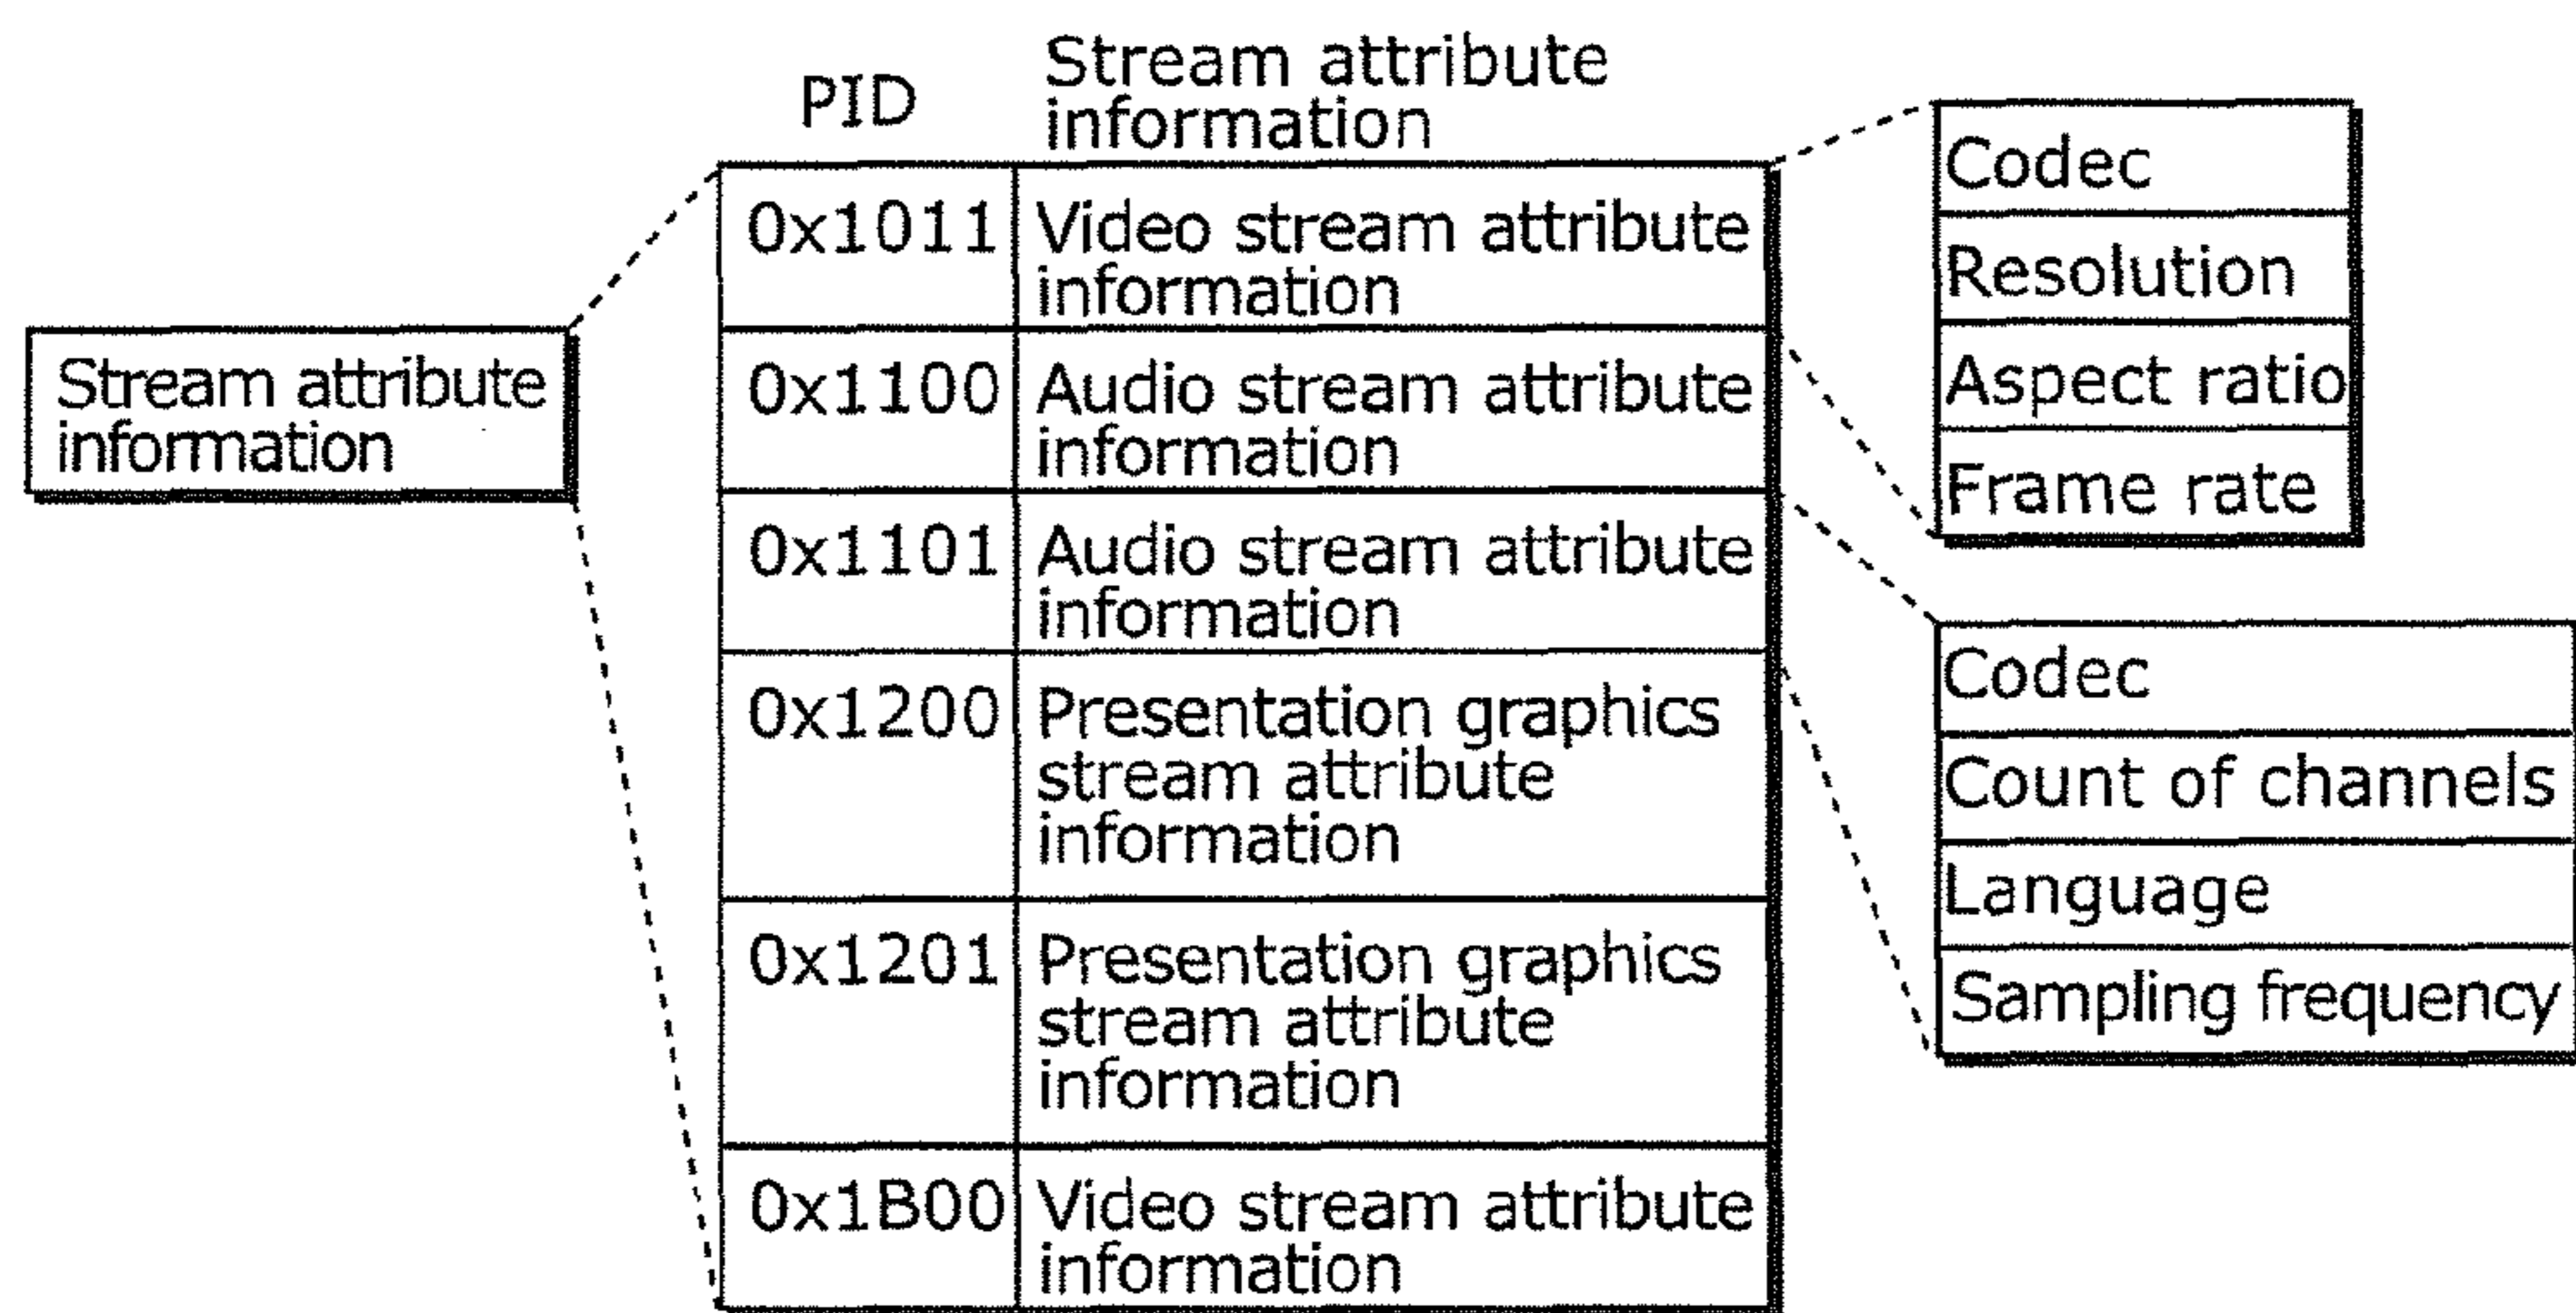 PID
Stream attribute
information
Stream attribute
information
0x1011
Video stream attribute
information
0x1100
Audio stream attribute
information
0x1101
Audio stream attribute
information
0x1200
Presentation graphics
stream attribute
information
0x1201
Presentation graphics
stream attribute
information
0x1B00
Video stream attribute
information
Codec
Resolution
Aspect ratio
Frame rate
Codec
Count of channels
Language
Sampling frequency